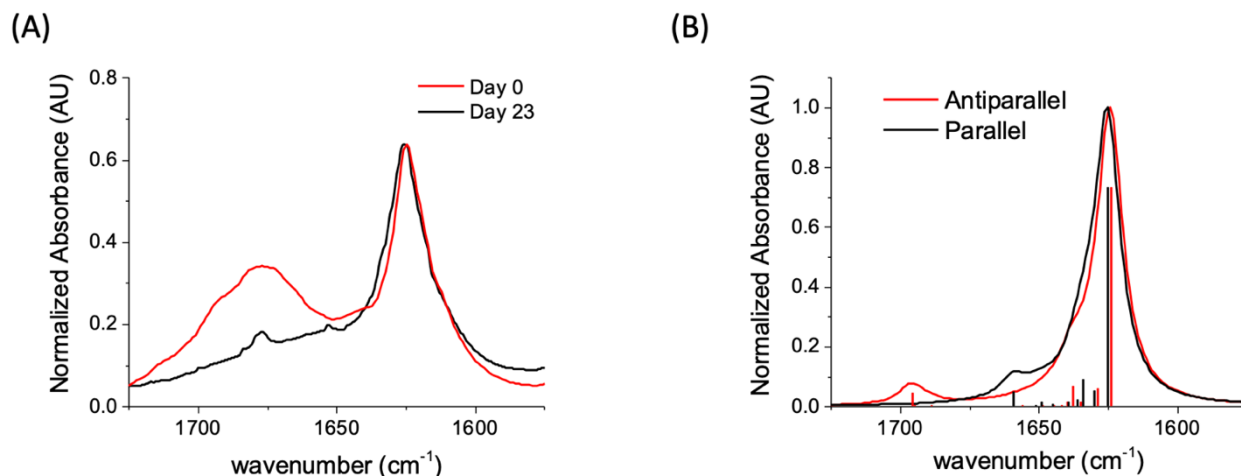 (A)
Normalized Absorbance (AU)
0.8
0.6
0.4
0.2
0.0
Day 0
Day 23
1700
1650
1600
wavenumber (cm-1)
(B)
Normalized Absorbance (AU)
1.0
0.8
0.6
0.4
0.2
0.0
Antiparallel
Parallel
1700
1650
1600
wavenumber (cm-1)